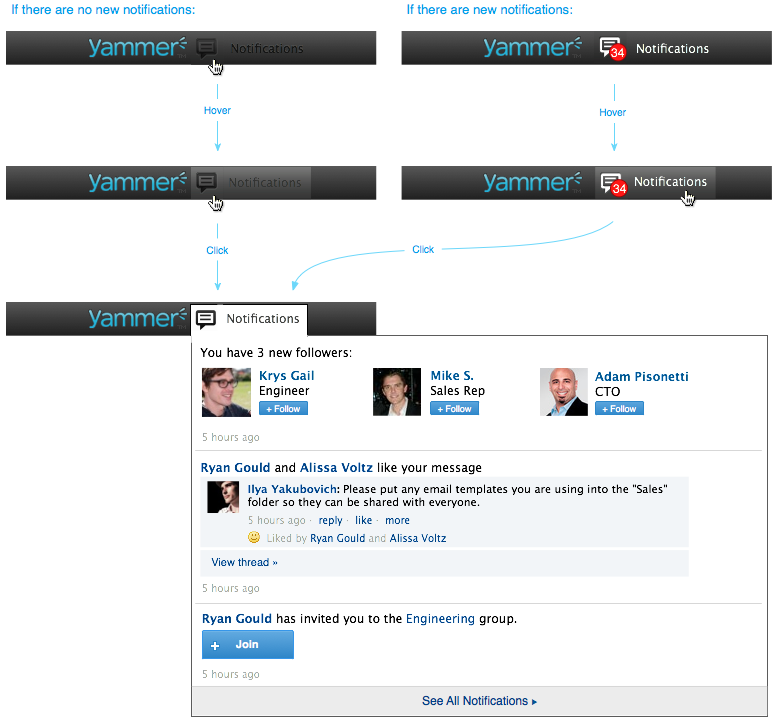 If there are no new notifications:
If there are new notifications:
yammer Notifications
yammer 34 Notifications
Hover
Hover
yammer Notifications
yammer 34 Notifications
Click
Click
yammer Notifications
You have 3 new followers:
Krys Gail
Engineer
+ Follow
Mike S.
Sales Rep
+ Follow
Adam Pisonetti
CTO
+ Follow
5 hours ago
Ryan Gould and Alissa Voltz like your message
Ilya Yakubovich: Please put any email templates you are using into the "Sales"
folder so they can be shared with everyone.
5 hours ago · reply · like · more
Liked by Ryan Gould and Alissa Voltz
View thread »
5 hours ago
Ryan Gould has invited you to the Engineering group.
+ Join
5 hours ago
See All Notifications ▸